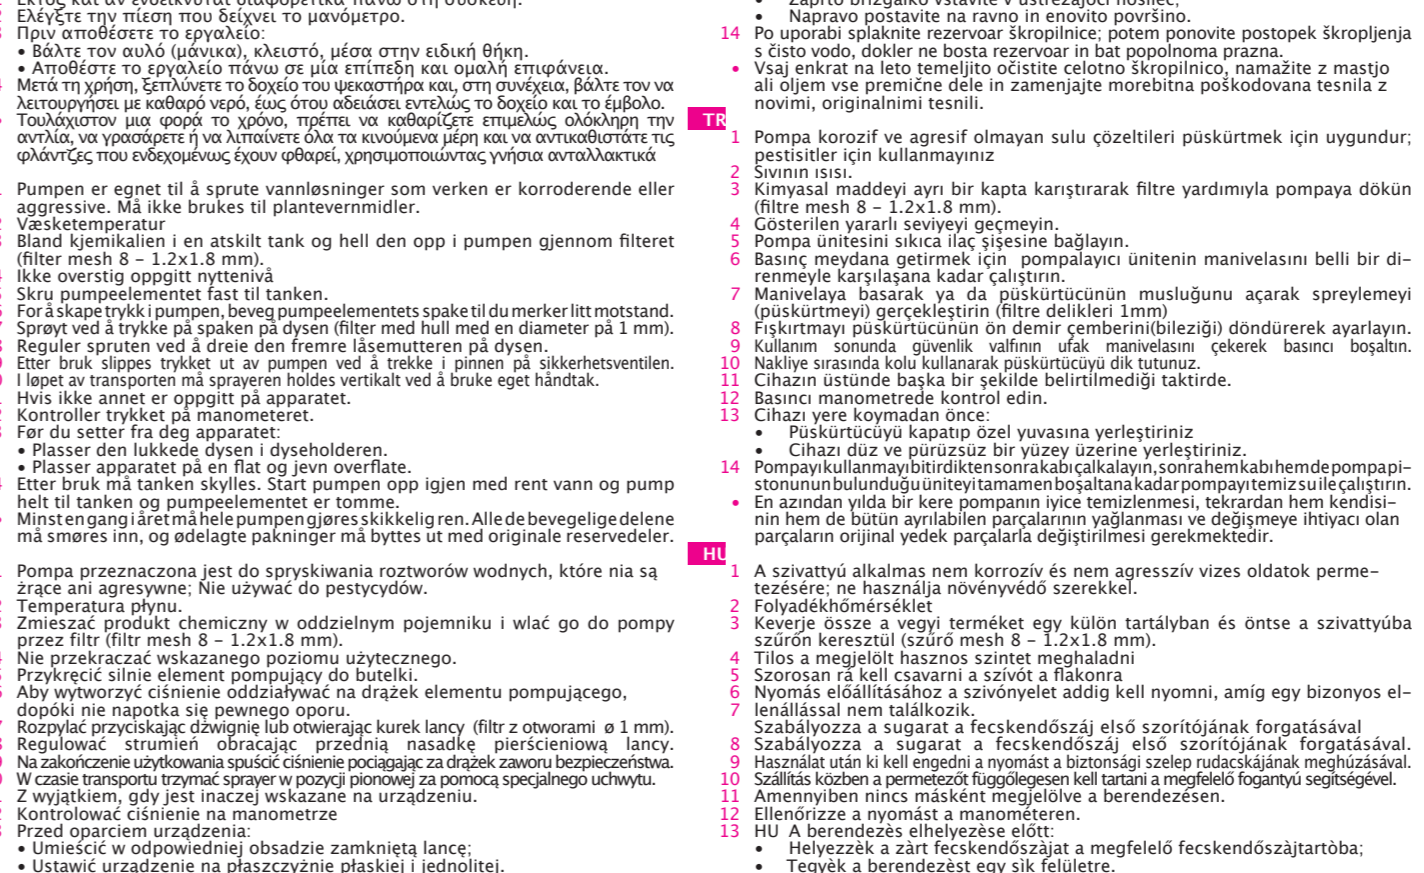 Ελέγξτε την πίεση που δείχνει το μανόμετρο.
Πριν αποθέσετε το εργαλείο:
• Βάλτε τον αυλό (μάνικα), κλειστό, μέσα στην ειδική θήκη.
• Αποθέστε το εργαλείο πάνω σε μία επίπεδη και ομαλή επιφάνεια.
Μετά τη χρήση, ξεπλύνετε το δοχείο του ψεκαστήρα και, στη συνέχεια, βάλτε τον να
λειτουργήσει με καθαρό νερό, έως ότου αδειάσει εντελώς το δοχείο και το έμβολο.
Τουλάχιστον μια φορά το χρόνο, πρέπει να καθαρίζετε επιμελώς ολόκληρη την
αντλία, να γρασάρετε ή να λιπαίνετε όλα τα κινούμενα μέρη και να αντικαθιστάτε τις
φλάντζες που ενδεχομένως έχουν φθαρεί, χρησιμοποιώντας γνήσια ανταλλακτικά
Pumpen er egnet til å sprute vannløsninger som verken er korroderende eller
aggressive. Må ikke brukes til plantevernmidler.
Væsketemperatur
Bland kjemikalien i en atskilt tank og hell den opp i pumpen gjennom filteret
(filter mesh 8 – 1.2x1.8 mm).
Ikke overstig oppgitt nyttenivå
Skru pumpeelementet fast til tanken.
For å skape trykk i pumpen, beveg pumpeelementets spake til du merker litt motstand.
Sprøyt ved å trykke på spaken på dysen (filter med hull med en diameter på 1 mm).
Reguler spruten ved å dreie den fremre låsemutteren på dysen.
Etter bruk slippes trykket ut av pumpen ved å trekke i pinnen på sikkerhetsventilen.
I løpet av transporten må sprayeren holdes vertikalt ved å bruke eget håndtak.
Hvis ikke annet er oppgitt på apparatet.
Kontroller trykket på manometeret.
Før du setter fra deg apparatet:
• Plasser den lukkede dysen i dyseholderen.
• Plasser apparatet på en flat og jevn overflate.
Etter bruk må tanken skylles. Start pumpen opp igjen med rent vann og pump
helt til tanken og pumpeelementet er tomme.
Minst en gang i året må hele pumpen gjøres skikkelig ren. Alle de bevegelige delene
må smøres inn, og ødelagte pakninger må byttes ut med originale reservedeler.
Pompa przeznaczona jest do spryskiwania roztworów wodnych, które nia są
żrące ani agresywne; Nie używać do pestycydów.
Temperatura płynu.
Zmieszać produkt chemiczny w oddzielnym pojemniku i wlać go do pompy
przez filtr (filtr mesh 8 – 1.2x1.8 mm).
Nie przekraczać wskazanego poziomu użytecznego.
Przykręcić silnie element pompujący do butelki.
Aby wytworzyć ciśnienie oddziaływać na drążek elementu pompującego,
dopóki nie napotka się pewnego oporu.
Rozpylać przyciskając dźwignię lub otwierając kurek lancy (filtr z otworami ø 1 mm).
Regulować strumień obracając przednią nasadkę pierścieniową lancy.
Na zakończenie użytkowania spuścić ciśnienie pociągając za drążek zaworu bezpieczeństwa.
W czasie transportu trzymać sprayer w pozycji pionowej za pomocą specjalnego uchwytu.
Z wyjątkiem, gdy jest inaczej wskazane na urządzeniu.
Kontrolować ciśnienie na manometrze
Przed oparciem urządzenia:
• Umieścić w odpowiedniej obsadzie zamkniętą lancę;
• Ustawić urządzenie na płaszczyźnie płaskiej i jednolitej.
• Napravo postavite na ravno in enovito površino.
14 Po uporabi splaknite rezervoar škropilnice; potem ponovite postopek škropljenja
s čisto vodo, dokler ne bosta rezervoar in bat popolnoma prazna.
• Vsaj enkrat na leto temeljito očistite celotno škropilnico, namažite z mastjo
ali oljem vse premične dele in zamenjajte morebitna poškodovana tesnila z
novimi, originalnimi tesnili.
TR
1 Pompa korozif ve agresif olmayan sulu çözeltileri püskürtmek için uygundur;
pestisitler için kullanmayınız
2 Sıvının ısısı.
3 Kimyasal maddeyi ayrı bir kapta karıştırarak filtre yardımıyla pompaya dökün
(filtre mesh 8 – 1.2x1.8 mm).
4 Gösterilen yararlı seviyeyi geçmeyin.
5 Pompa ünitesini sıkıca ilaç şişesine bağlayın.
6 Basınç meydana getirmek için pompalayıcı ünitenin manivelasını belli bir di–
renmeyle karşılaşana kadar çalıştırın.
7 Manivelaya basarak ya da püskürtücünün musluğunu açarak spreylemeyi
(püskürtmeyi) gerçekleştirin (filtre delikleri 1mm)
8 Fışkırtmayı püskürtücünün ön demir çemberini(bileziği) döndürerek ayarlayın.
9 Kullanım sonunda güvenlik valfının ufak manivelasını çekerek basıncı boşaltın.
10 Nakliye sırasında kolu kullanarak püskürtücüyü dik tutunuz.
11 Cihazın üstünde başka bir şekilde belirtilmediği taktirde.
12 Basıncı manometrede kontrol edin.
13 Cihazı yere koymadan önce:
• Püskürtücüyü kapatıp özel yuvasına yerleştiriniz
• Cihazı düz ve pürüzsüz bir yüzey üzerine yerleştiriniz.
14 Pompayı kullanmayı bitirdikten sonra kabı çalkalayın, sonra hem kabı hem de pompa pi–
stonunun bulunduğu üniteyi tamamen boşaltana kadar pompayı temiz su ile çalıştırın.
• En azından yılda bir kere pompanın iyice temizlenmesi, tekrardan hem kendisi–
nin hem de bütün ayrılabilen parçalarının yağlanması ve değişmeye ihtiyacı olan
parçaların orijinal yedek parçalarla değiştirilmesi gerekmektedir.
HU
1 A szivattyú alkalmas nem korrozív és nem agresszív vizes oldatok perme–
tezésére; ne használja növényvédő szerekkel.
2 Folyadékhőmérséklet
3 Keverje össze a vegyi terméket egy külön tartályban és öntse a szivattyúba
szűrőn keresztül (szűrő mesh 8 – 1.2x1.8 mm).
4 Tilos a megjelölt hasznos szintet meghaladni
5 Szorosan rá kell csavarni a szívót a flakonra
6 Nyomás előállításához a szivónyelet addig kell nyomni, amíg egy bizonyos el–
7 lenállással nem találkozik.
Szabályozza a sugarat a fecskendőszáj első szorítójának forgatásával
8 Szabályozza a sugarat a fecskendőszáj első szorítójának forgatásával.
9 Használat után ki kell engedni a nyomást a biztonsági szelep rudacskájának meghúzásával.
10 Szállítás közben a permetezőt függőlegesen kell tartani a megfelelő fogantyú segítségével.
11 Amennyiben nincs másként megjelölve a berendezésen.
12 Ellenőrizze a nyomást a manométeren.
13 HU A berendezès elhelyezèse előtt:
• Helyezzèk a zàrt fecskendőszàjat a megfelelő fecskendőszàjtartòba;
• Tegyèk a berendezèst egy sìk felületre.